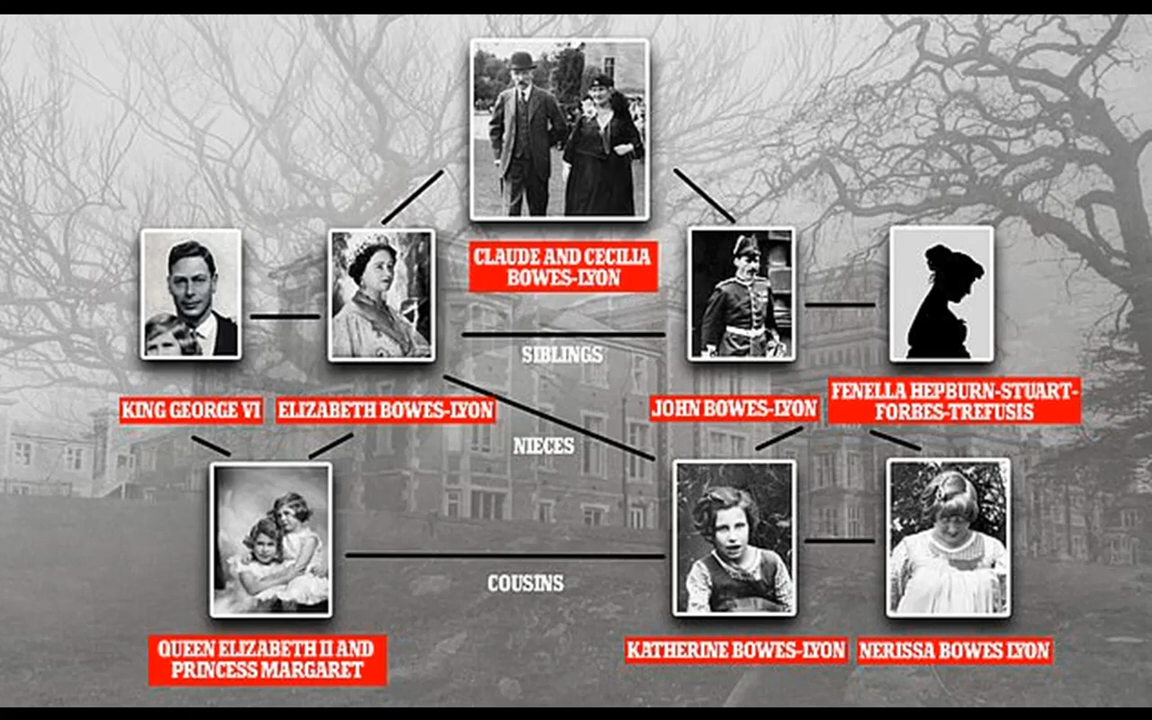 CLAUDE AND CECILIA
BOWES-LYON
SIBLINGS
KING GEORGE VI
ELIZABETH BOWES-LYON
JOHN BOWES-LYON
FENELLA HEPBURN-STUART-
FORBES-TREFUSIS
NIECES
COUSINS
QUEEN ELIZABETH II AND
PRINCESS MARGARET
KATHERINE BOWES-LYON
NERISSA BOWES LYON